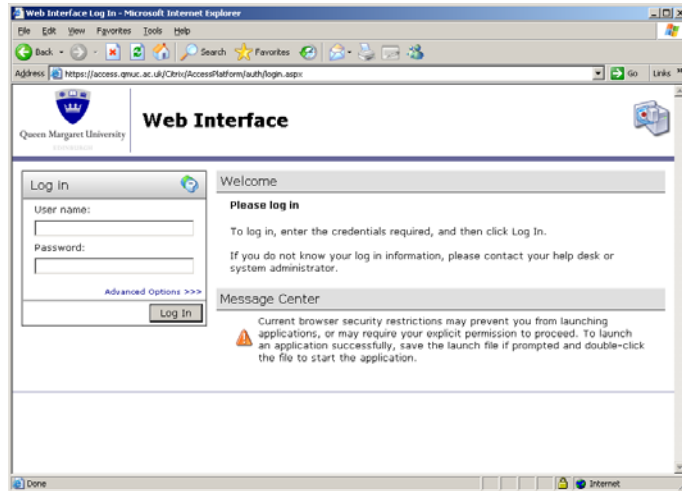 Web Interface Log In - Microsoft Internet Explorer
File Edit View Favorites Tools Help
Back Search Favorites
Address https://access.qmuc.ac.uk/Citrix/AccessPlatform/auth/login.aspx Go Links »
Queen Margaret University
EDINBURGH
Web Interface
Log in
User name:
Password:
Advanced Options >>>
Log In
Welcome
Please log in
To log in, enter the credentials required, and then click Log In.
If you do not know your log in information, please contact your help desk or
system administrator.
Message Center
Current browser security restrictions may prevent you from launching
applications, or may require your explicit permission to proceed. To launch
an application successfully, save the launch file if prompted and double-click
the file to start the application.
Done Internet